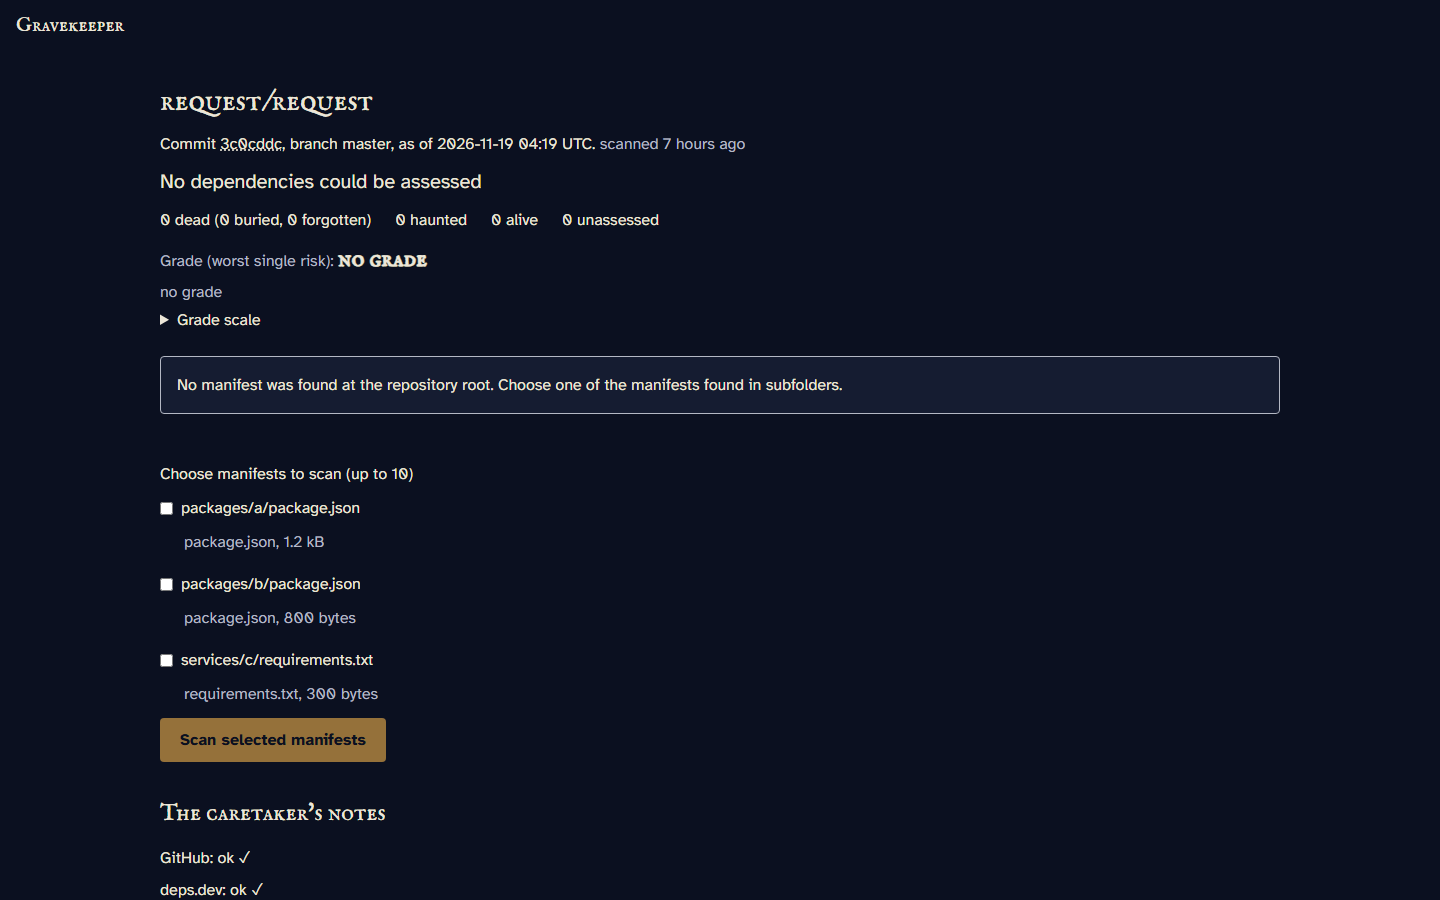 Gravekeeper
request/request
Commit 3c0cddc, branch master, as of 2026-11-19 04:19 UTC. scanned 7 hours ago
No dependencies could be assessed
0 dead (0 buried, 0 forgotten) 0 haunted 0 alive 0 unassessed
Grade (worst single risk): NO GRADE
no grade
Grade scale
No manifest was found at the repository root. Choose one of the manifests found in subfolders.
Choose manifests to scan (up to 10)
packages/a/package.json
package.json, 1.2 kB
packages/b/package.json
package.json, 800 bytes
services/c/requirements.txt
requirements.txt, 300 bytes
Scan selected manifests
The caretaker's notes
GitHub: ok ✓
deps.dev: ok ✓